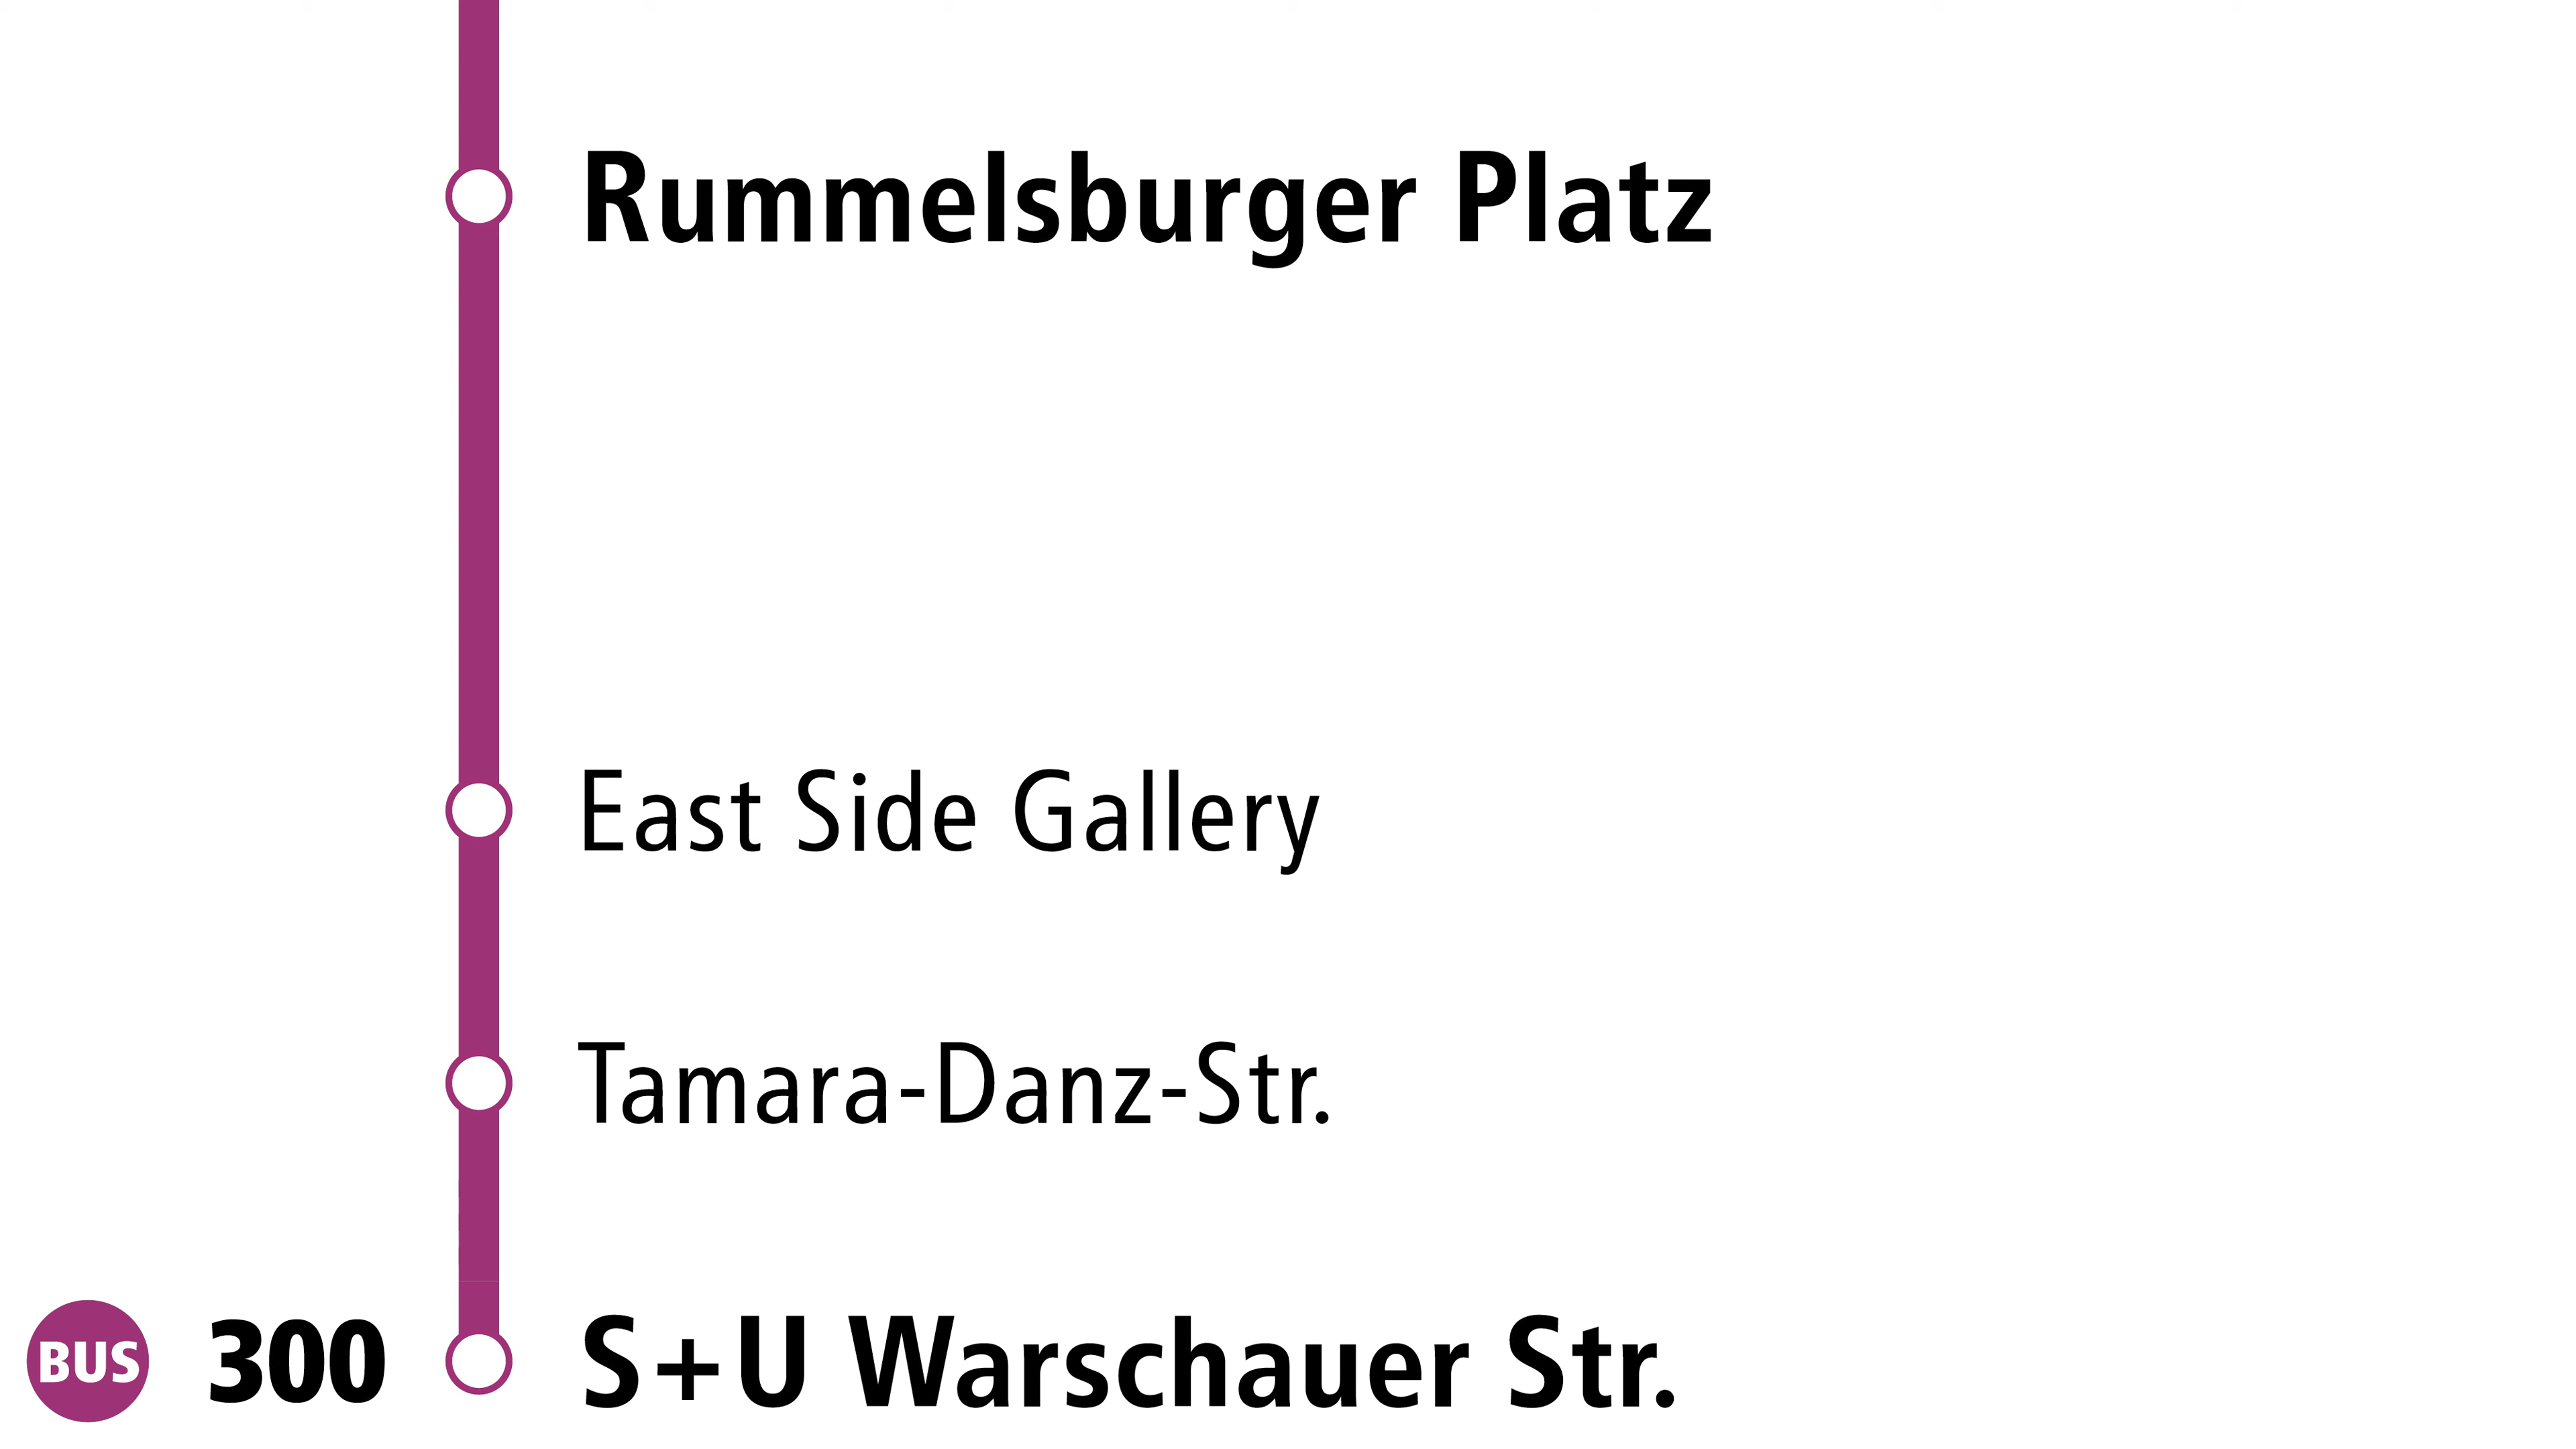 Rummelsburger Platz
East Side Gallery
Tamara-Danz-Str.
BUS 300 S+U Warschauer Str.